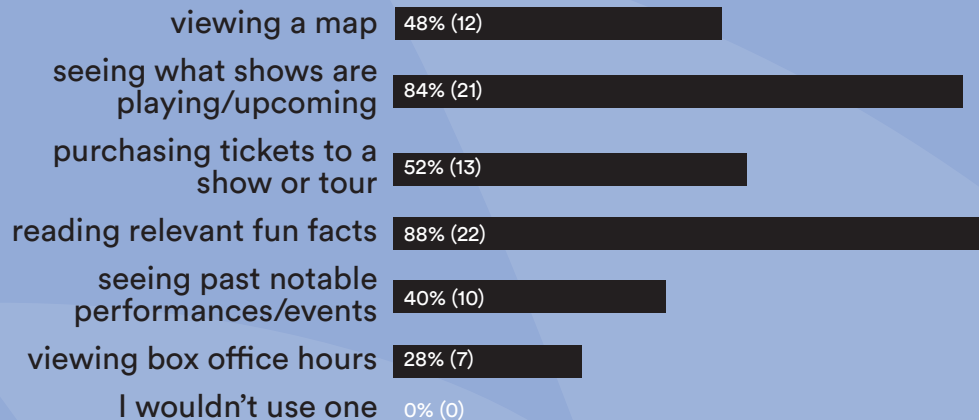 viewing a map 48% (12)
seeing what shows are
playing/upcoming 84% (21)
purchasing tickets to a
show or tour 52% (13)
reading relevant fun facts 88% (22)
seeing past notable
performances/events 40% (10)
viewing box office hours 28% (7)
I wouldn’t use one 0% (0)